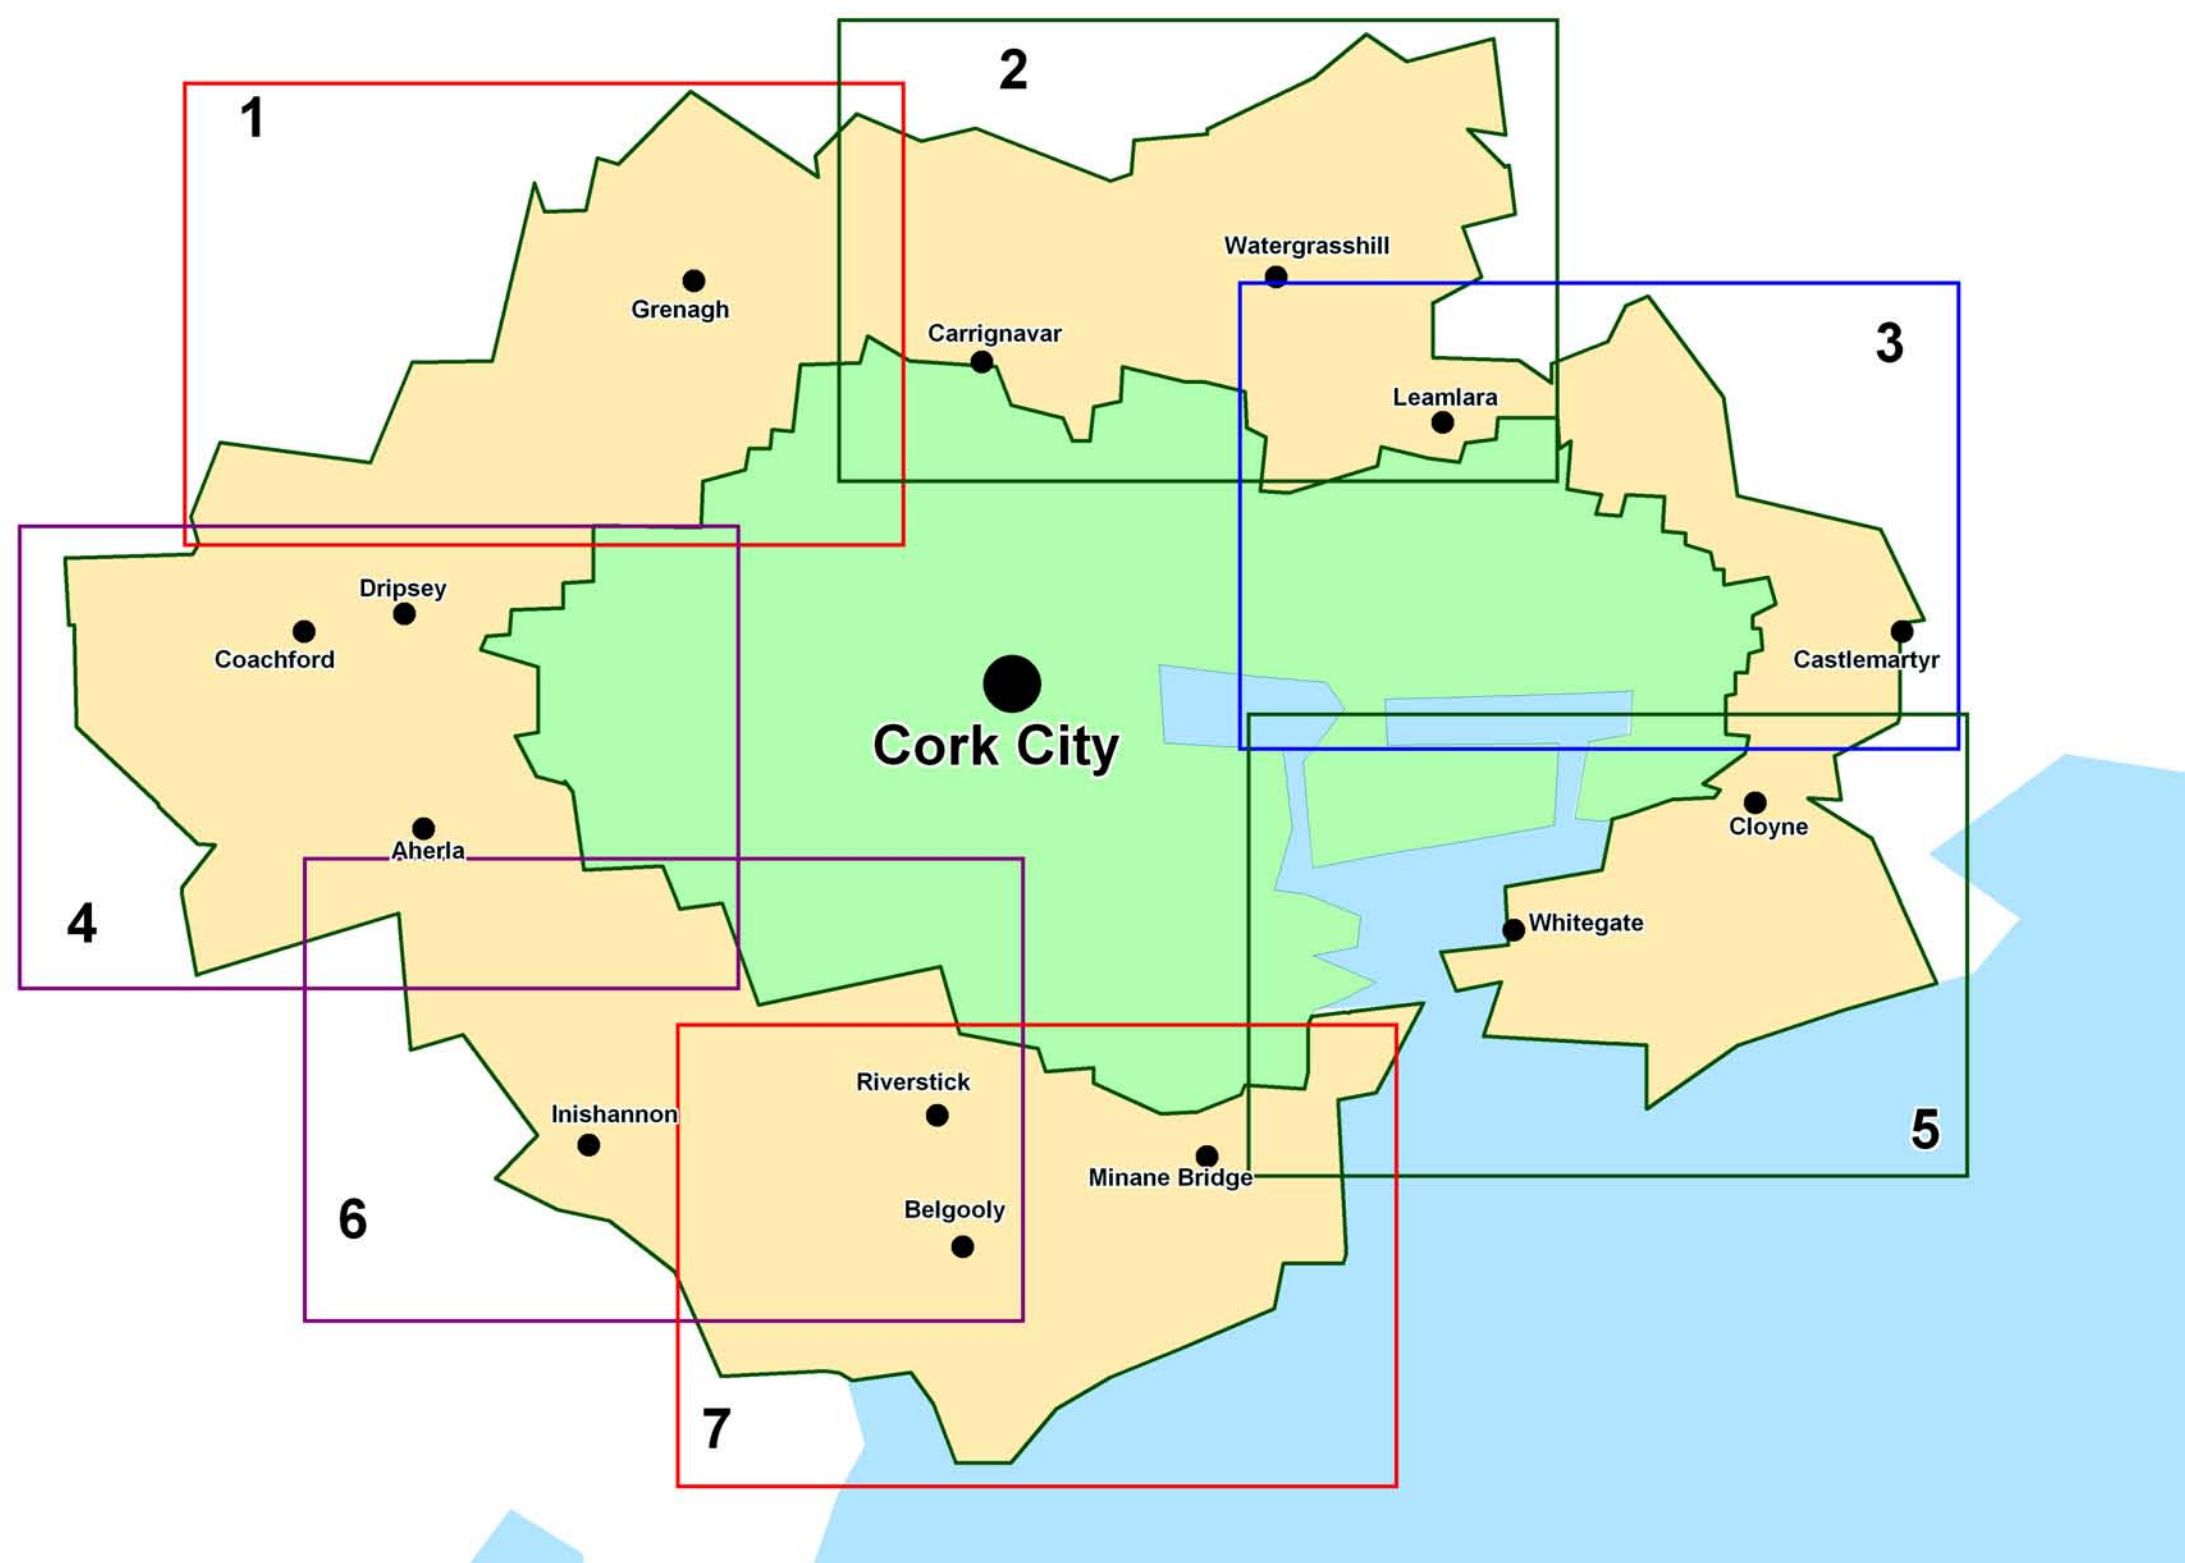 2
1
Watergrasshill
Grenagh
Carrignavar
3
Leamlara
Dripsey
Coachford
Castlemartyr
Cork City
Cloyne
Aherla
4
Whitegate
Riverstick
Inishannon
5
Minane Bridge
Belgooly
6
7